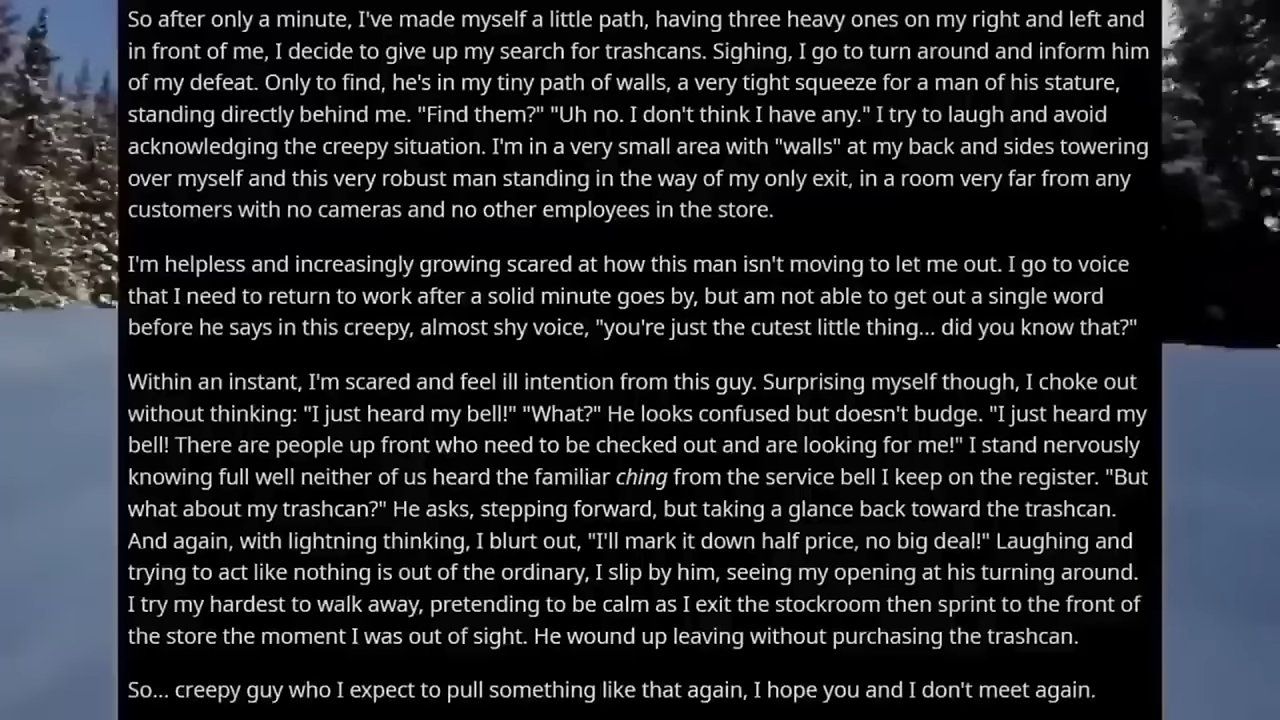 So after only a minute, I've made myself a little path, having three heavy ones on my right and left and
in front of me, I decide to give up my search for trashcans. Sighing, I go to turn around and inform him
of my defeat. Only to find, he's in my tiny path of walls, a very tight squeeze for a man of his stature,
standing directly behind me. "Find them?" "Uh no. I don't think I have any." I try to laugh and avoid
acknowledging the creepy situation. I'm in a very small area with "walls" at my back and sides towering
over myself and this very robust man standing in the way of my only exit, in a room very far from any
customers with no cameras and no other employees in the store.
I'm helpless and increasingly growing scared at how this man isn't moving to let me out. I go to voice
that I need to return to work after a solid minute goes by, but am not able to get out a single word
before he says in this creepy, almost shy voice, "you're just the cutest little thing... did you know that?"
Within an instant, I'm scared and feel ill intention from this guy. Surprising myself though, I choke out
without thinking: "I just heard my bell!" "What?" He looks confused but doesn't budge. "I just heard my
bell! There are people up front who need to be checked out and are looking for me!" I stand nervously
knowing full well neither of us heard the familiar ching from the service bell I keep on the register. "But
what about my trashcan?" He asks, stepping forward, but taking a glance back toward the trashcan.
And again, with lightning thinking, I blurt out, "I'll mark it down half price, no big deal!" Laughing and
trying to act like nothing is out of the ordinary, I slip by him, seeing my opening at his turning around.
I try my hardest to walk away, pretending to be calm as I exit the stockroom then sprint to the front of
the store the moment I was out of sight. He wound up leaving without purchasing the trashcan.
So... creepy guy who I expect to pull something like that again, I hope you and I don't meet again.